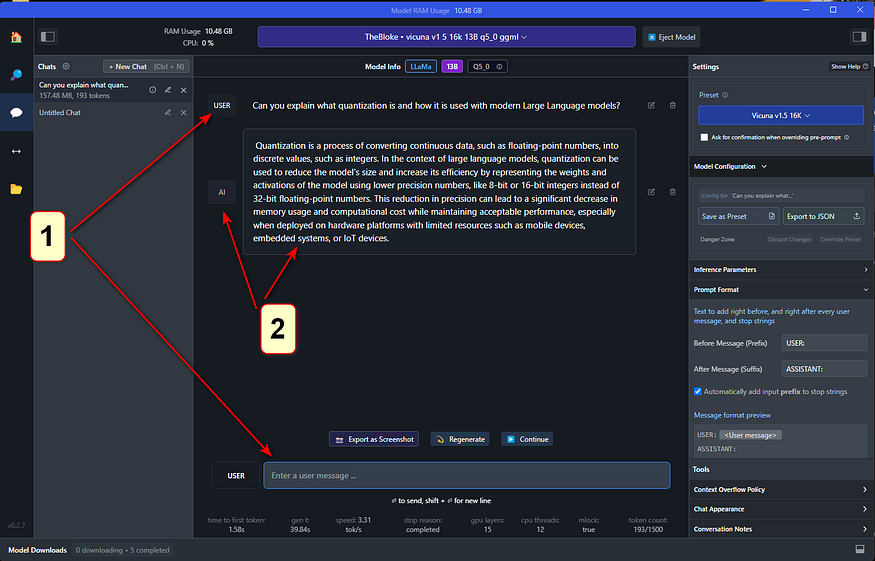 Model RAM Usage 10.48 GB
RAM Usage 10.48 GB
CPU: 0 %
TheBloke • vicuna v1 5 16k 13B q5_0 ggml
Eject Model
Chats
+ New Chat (Ctrl + N)
Can you explain what quan...
157.48 MB, 193 tokens
Untitled Chat
Model Info LLaMa 13B Q5_0
USER
Can you explain what quantization is and how it is used with modern Large Language models?
AI
Quantization is a process of converting continuous data, such as floating-point numbers, into
discrete values, such as integers. In the context of large language models, quantization can be
used to reduce the model's size and increase its efficiency by representing the weights and
activations of the model using lower precision numbers, like 8-bit or 16-bit integers instead of
32-bit floating-point numbers. This reduction in precision can lead to a significant decrease in
memory usage and computational cost while maintaining acceptable performance, especially
when deployed on hardware platforms with limited resources such as mobile devices,
embedded systems, or IoT devices.
1
2
Export as Screenshot
Regenerate
Continue
USER
Enter a user message ...
⏎ to send, shift + ⏎ for new line
time to first token:
1.58s
gen t:
39.84s
speed: 3.31
tok/s
stop reason:
completed
gpu layers:
15
cpu threads:
12
mlock:
true
token count:
193/1500
Settings
Show Help
Preset
Vicuna v1.5 16K
Ask for confirmation when overriding pre-prompt
Model Configuration
Config for 'Can you explain what...'
Save as Preset
Export to JSON
Danger Zone
Discard Changes
Override Preset
Inference Parameters
Prompt Format
Text to add right before, and right after every user
message, and stop strings
Before Message (Prefix)
USER:
After Message (Suffix)
ASSISTANT:
Automatically add input prefix to stop strings
Message format preview
USER: <User message>
ASSISTANT:
Tools
Context Overflow Policy
Chat Appearance
Conversation Notes
v0.2.7
Model Downloads
0 downloading • 5 completed